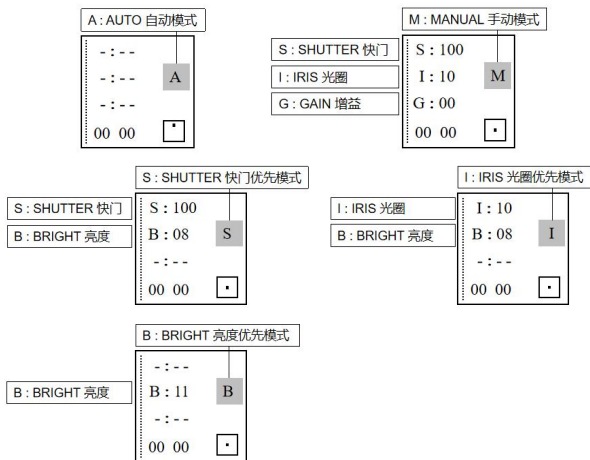 A : AUTO 自动模式
- : - -
- : - -
A
- : - -
00 00
M : MANUAL 手动模式
S : SHUTTER 快门
I : IRIS 光圈
G : GAIN 增益
S : 100
I : 10
M
G : 00
00 00
S : SHUTTER 快门优先模式
S : SHUTTER 快门
B : BRIGHT 亮度
S : 100
B : 08
S
- : - -
00 00
I : IRIS 光圈优先模式
I : IRIS 光圈
B : BRIGHT 亮度
I : 10
B : 08
I
- : - -
00 00
B : BRIGHT 亮度优先模式
B : BRIGHT 亮度
- : - -
B : 11
B
- : - -
00 00